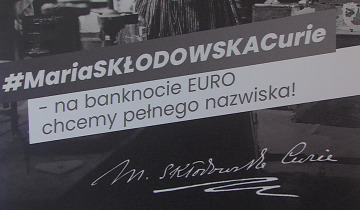 #MariaSKŁODOWSKACurie
- na banknocie EURO
chcemy pełnego nazwiska!
M. Skłodowska Curie